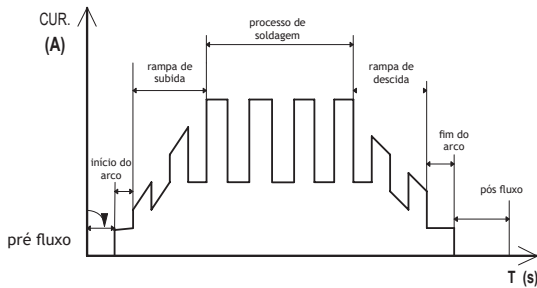 CUR.
(A)
processo de
soldagem
rampa de
subida
rampa de
descida
início do
arco
fim do
arco
pós fluxo
pré fluxo
T (s)